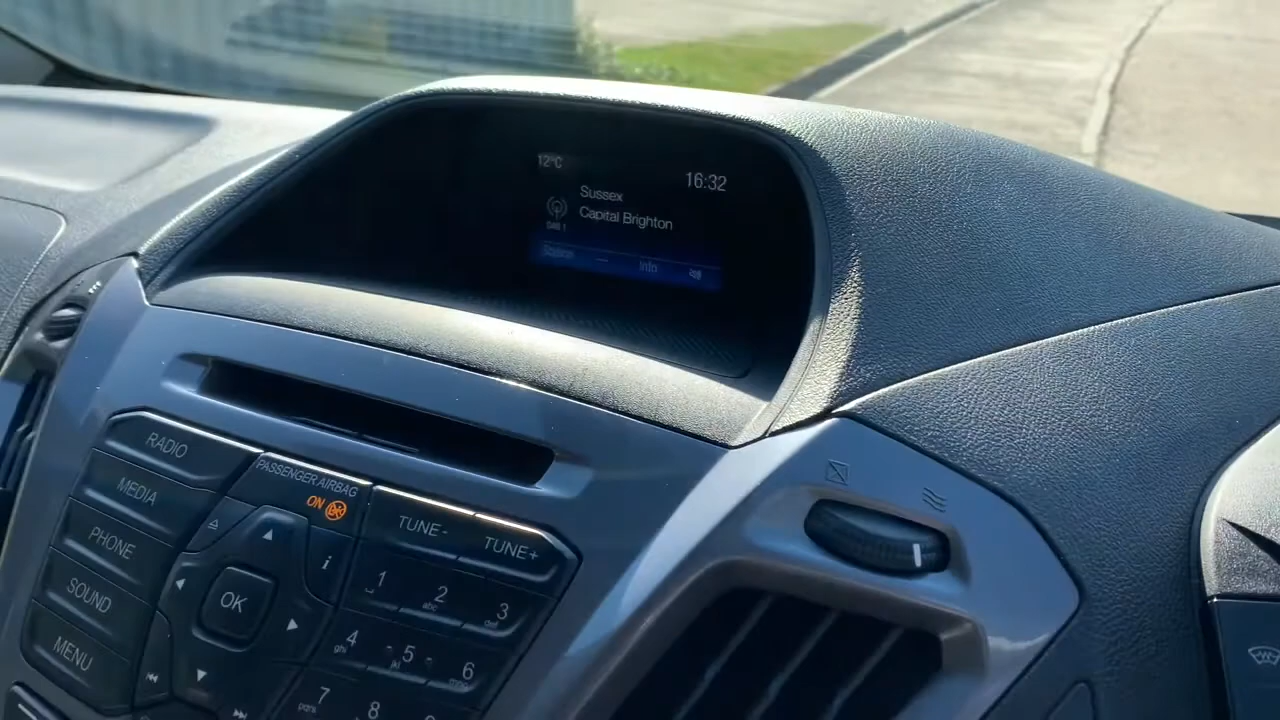 12°C
16:32
Sussex
Capital Brighton
DAB 1
Info
RADIO
MEDIA
PHONE
SOUND
MENU
PASSENGER AIRBAG
ON
OK
i
TUNE-
TUNE+
1
2
abc
3
def
4
ghi
5
jkl
6
mno
7
pqrs
8